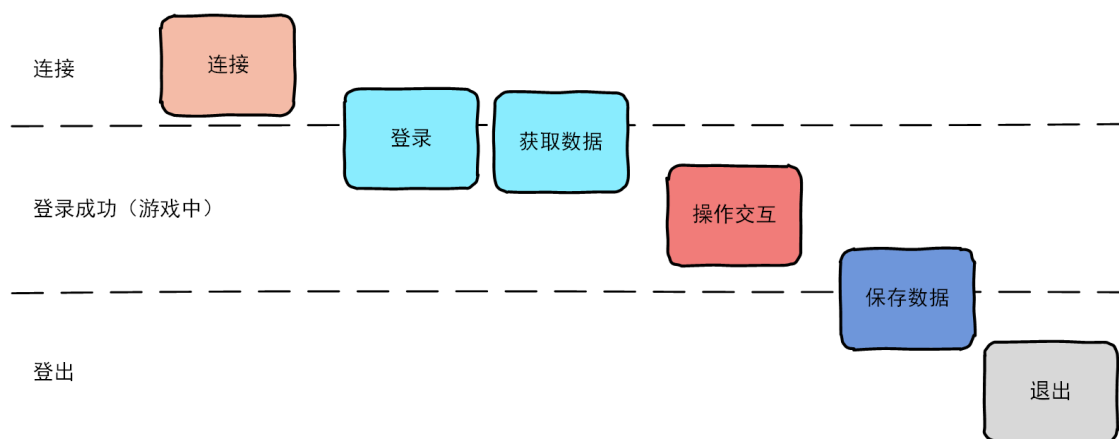 连接
连接
登录
获取数据
登录成功（游戏中）
操作交互
保存数据
登出
退出